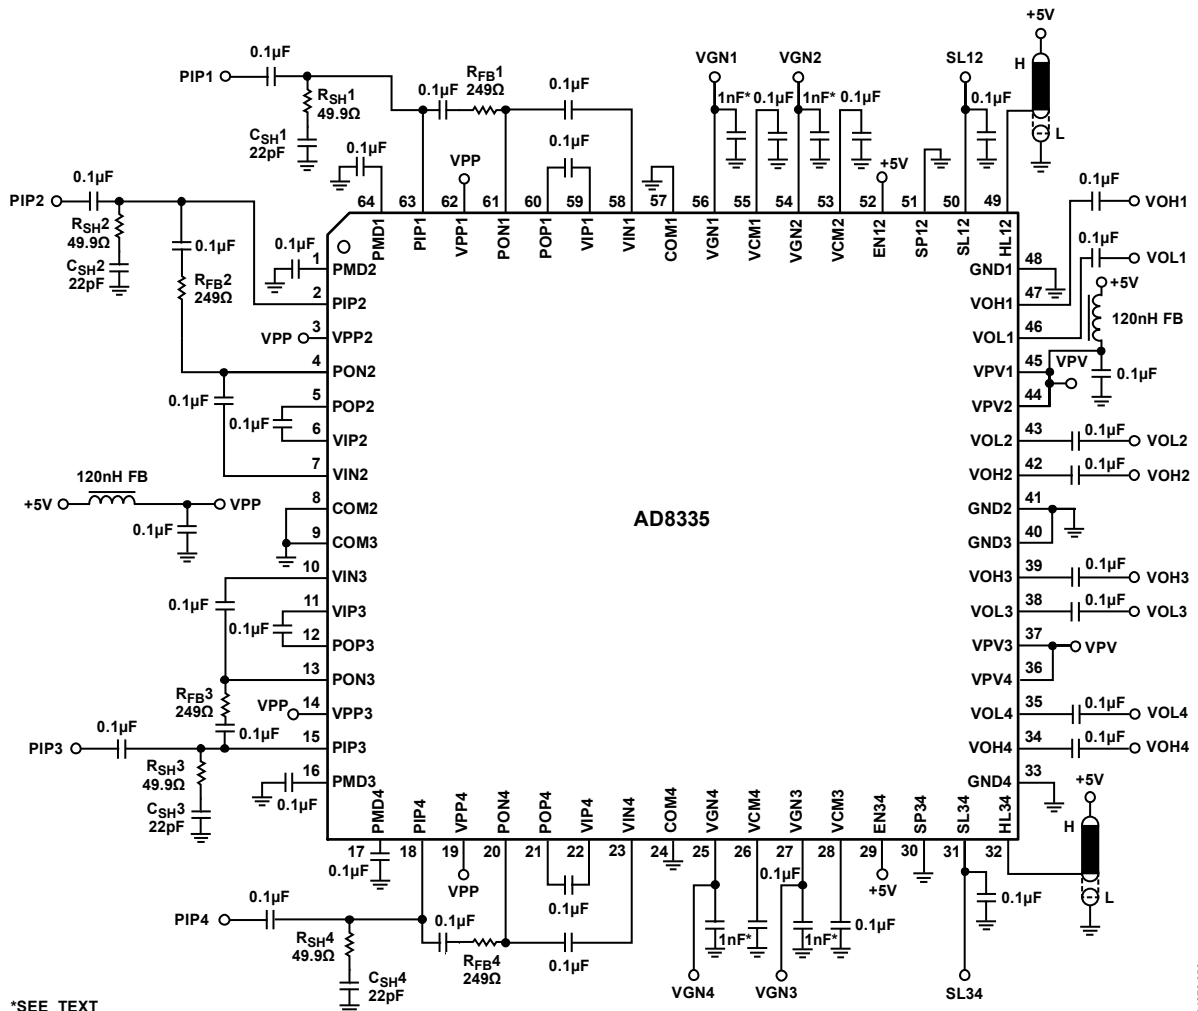 +5V
0.1µF
PIP1
RSH1
49.9Ω
CSH1
22pF
0.1µF
RFB1
249Ω
0.1µF
0.1µF
0.1µF
VPP
VGN1
VGN2
1nF*
0.1µF
1nF*
0.1µF
+5V
SL12
0.1µF
H
L
PIP2
0.1µF
RSH2
49.9Ω
CSH2
22pF
0.1µF
RFB2
249Ω
64
63
62
61
60
59
58
57
56
55
54
53
52
51
50
49
PMD1
PIP1
VPP1
PON1
POP1
VIP1
VIN1
COM1
VGN1
VCM1
VGN2
VCM2
EN12
SP12
SL12
HL12
0.1µF
VOH1
0.1µF
VOL1
+5V
120nH FB
VPV
0.1µF
0.1µF
1
PMD2
2
PIP2
VPP
3
VPP2
4
PON2
0.1µF
5
POP2
0.1µF
6
VIP2
7
VIN2
120nH FB
+5V
VPP
0.1µF
8
COM2
9
COM3
10
VIN3
0.1µF
11
VIP3
0.1µF
12
POP3
13
PON3
RFB3
249Ω
VPP
14
VPP3
0.1µF
PIP3
0.1µF
15
PIP3
RSH3
49.9Ω
CSH3
22pF
16
PMD3
0.1µF
AD8335
GND1
48
VOH1
47
VOL1
46
VPV1
45
VPV2
44
VOL2
43
0.1µF
VOL2
VOH2
42
0.1µF
VOH2
GND2
41
GND3
40
VOH3
39
0.1µF
VOH3
VOL3
38
0.1µF
VOL3
VPV3
37
VPV
VPV4
36
VOL4
35
0.1µF
VOL4
VOH4
34
0.1µF
VOH4
GND4
33
PMD4
PIP4
VPP4
PON4
POP4
VIP4
VIN4
COM4
VGN4
VCM4
VGN3
VCM3
EN34
SP34
SL34
HL34
17
18
19
20
21
22
23
24
25
26
27
28
29
30
31
32
0.1µF
VPP
0.1µF
0.1µF
+5V
0.1µF
+5V
H
L
PIP4
0.1µF
RSH4
49.9Ω
CSH4
22pF
0.1µF
RFB4
249Ω
0.1µF
1nF*
1nF*
0.1µF
VGN4
VGN3
SL34
*SEE TEXT